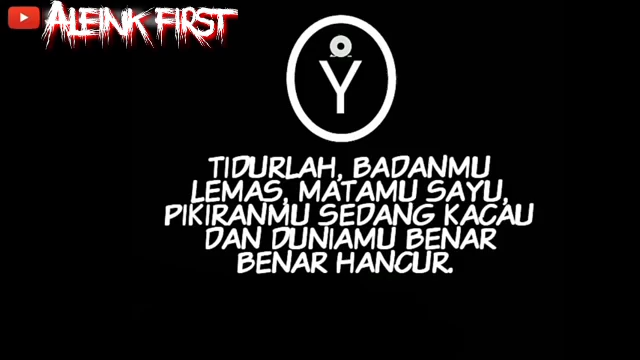 ALEINK FIRST
Y
TIDURLAH, BADANMU
LEMAS, MATAMU SAYU,
PIKIRANMU SEDANG KACAU
DAN DUNIAMU BENAR
BENAR HANCUR.